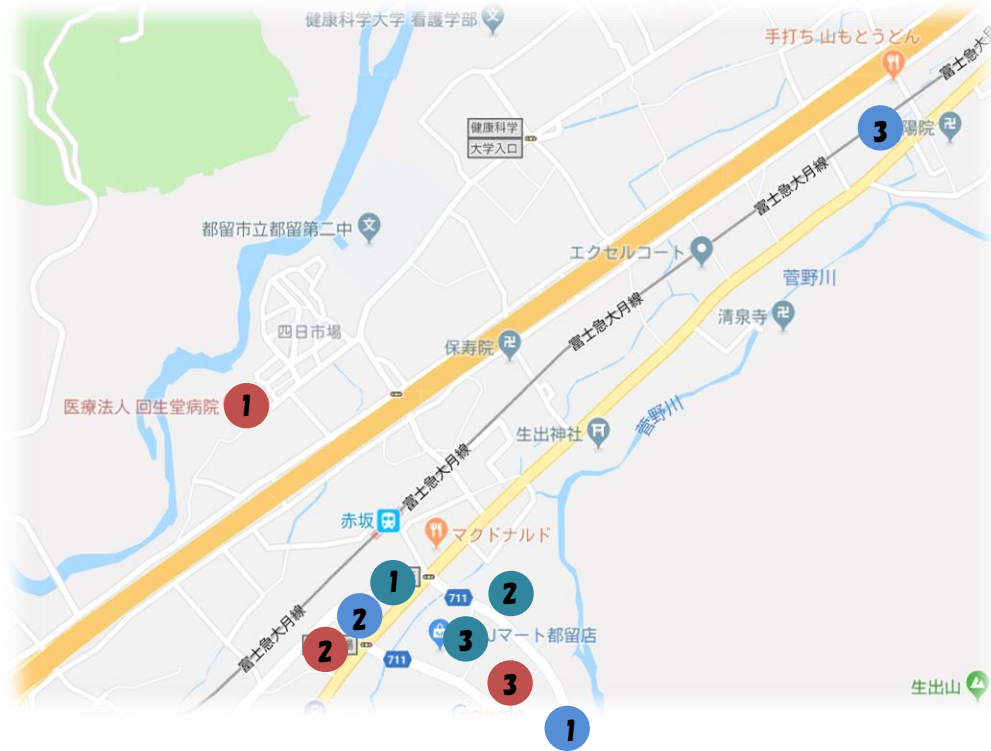 健康科学大学 看護学部
手打ち 山もとうどん
富士急大月
健康科学
大学入口
3
陽院
富士急大月線
都留市立都留第二中
エクセルコート
菅野川
四日市場
富士急大月線
清泉寺
保寿院
医療法人 回生堂病院
1
菅野川
生出神社
富士急大月線
赤坂
マクドナルド
1
711
2
2
3
Jマート都留店
富士急大月線
2
711
3
生出山
1